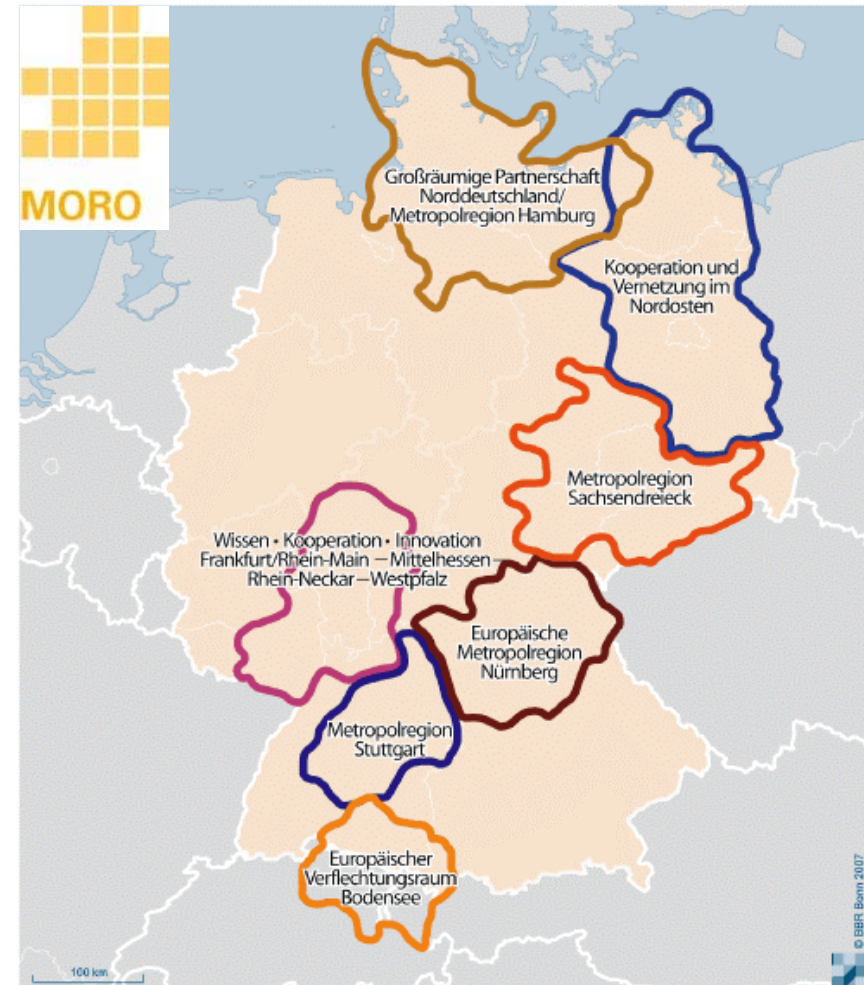 MORO
Großräumige Partnerschaft
Norddeutschland/
Metropolregion Hamburg
Kooperation und
Vernetzung im
Nordosten
Metropolregion
Sachsendreieck
Wissen · Kooperation · Innovation
Frankfurt/Rhein-Main – Mittelhessen
Rhein-Neckar – Westpfalz
Europäische
Metropolregion
Nürnberg
Metropolregion
Stuttgart
Europäischer
Verflechtungsraum
Bodensee
100 km
© BBR Bonn 2007